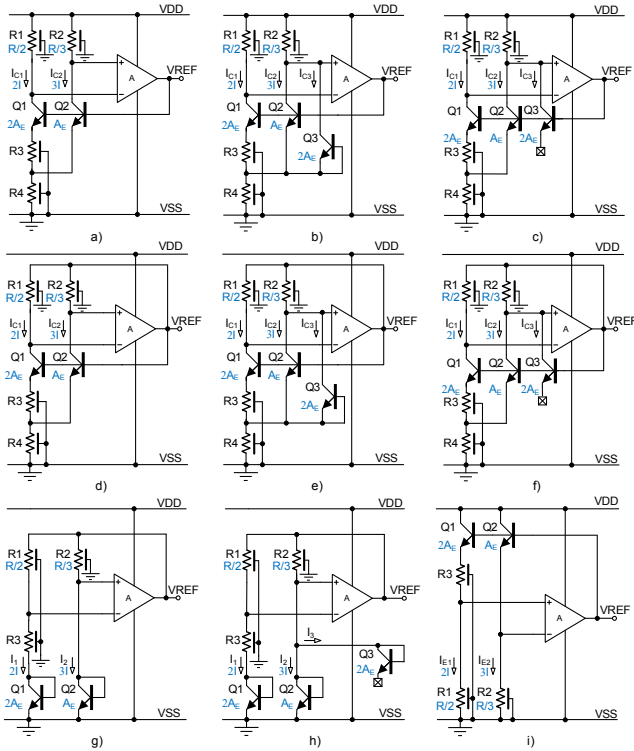 VDD
R1
R/2
R2
R/3
IC1
2I
IC2
3I
A
VREF
Q1
2AE
Q2
AE
R3
R4
VSS
a)
VDD
R1
R/2
R2
R/3
IC1
2I
IC2
3I
IC3
A
VREF
Q1
2AE
Q2
AE
Q3
2AE
R3
R4
VSS
b)
VDD
R1
R/2
R2
R/3
IC1
2I
IC2
3I
IC3
A
VREF
Q1
2AE
Q2
AE
Q3
2AE
R3
R4
VSS
c)
VDD
R1
R/2
R2
R/3
IC1
2I
IC2
3I
A
VREF
Q1
2AE
Q2
AE
R3
R4
VSS
d)
VDD
R1
R/2
R2
R/3
IC1
2I
IC2
3I
IC3
A
VREF
Q1
2AE
Q2
AE
Q3
2AE
R3
R4
VSS
e)
VDD
R1
R/2
R2
R/3
IC1
2I
IC2
3I
IC3
A
VREF
Q1
2AE
Q2
AE
Q3
2AE
R3
R4
VSS
f)
VDD
R1
R/2
R2
R/3
A
VREF
R3
I1
2I
I2
3I
Q1
2AE
Q2
AE
VSS
g)
VDD
R1
R/2
R2
R/3
A
VREF
R3
I3
I1
2I
I2
3I
Q3
2AE
Q1
2AE
Q2
AE
VSS
h)
VDD
Q1
2AE
Q2
AE
R3
A
VREF
IE1
2I
IE2
3I
R1
R/2
R2
R/3
VSS
i)